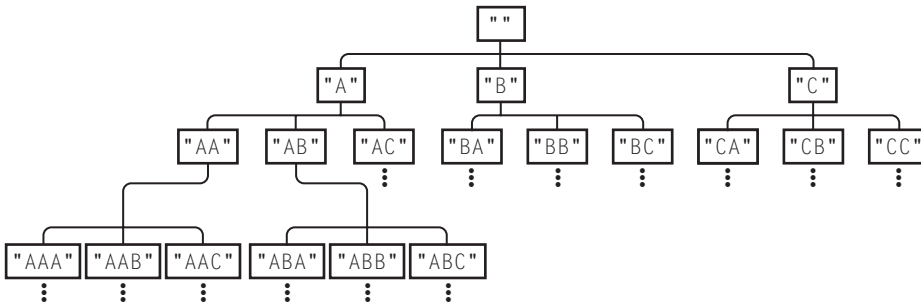 ""
"A" "B" "C"
"AA" "AB" "AC" "BA" "BB" "BC" "CA" "CB" "CC"
"AAA" "AAB" "AAC" "ABA" "ABB" "ABC"